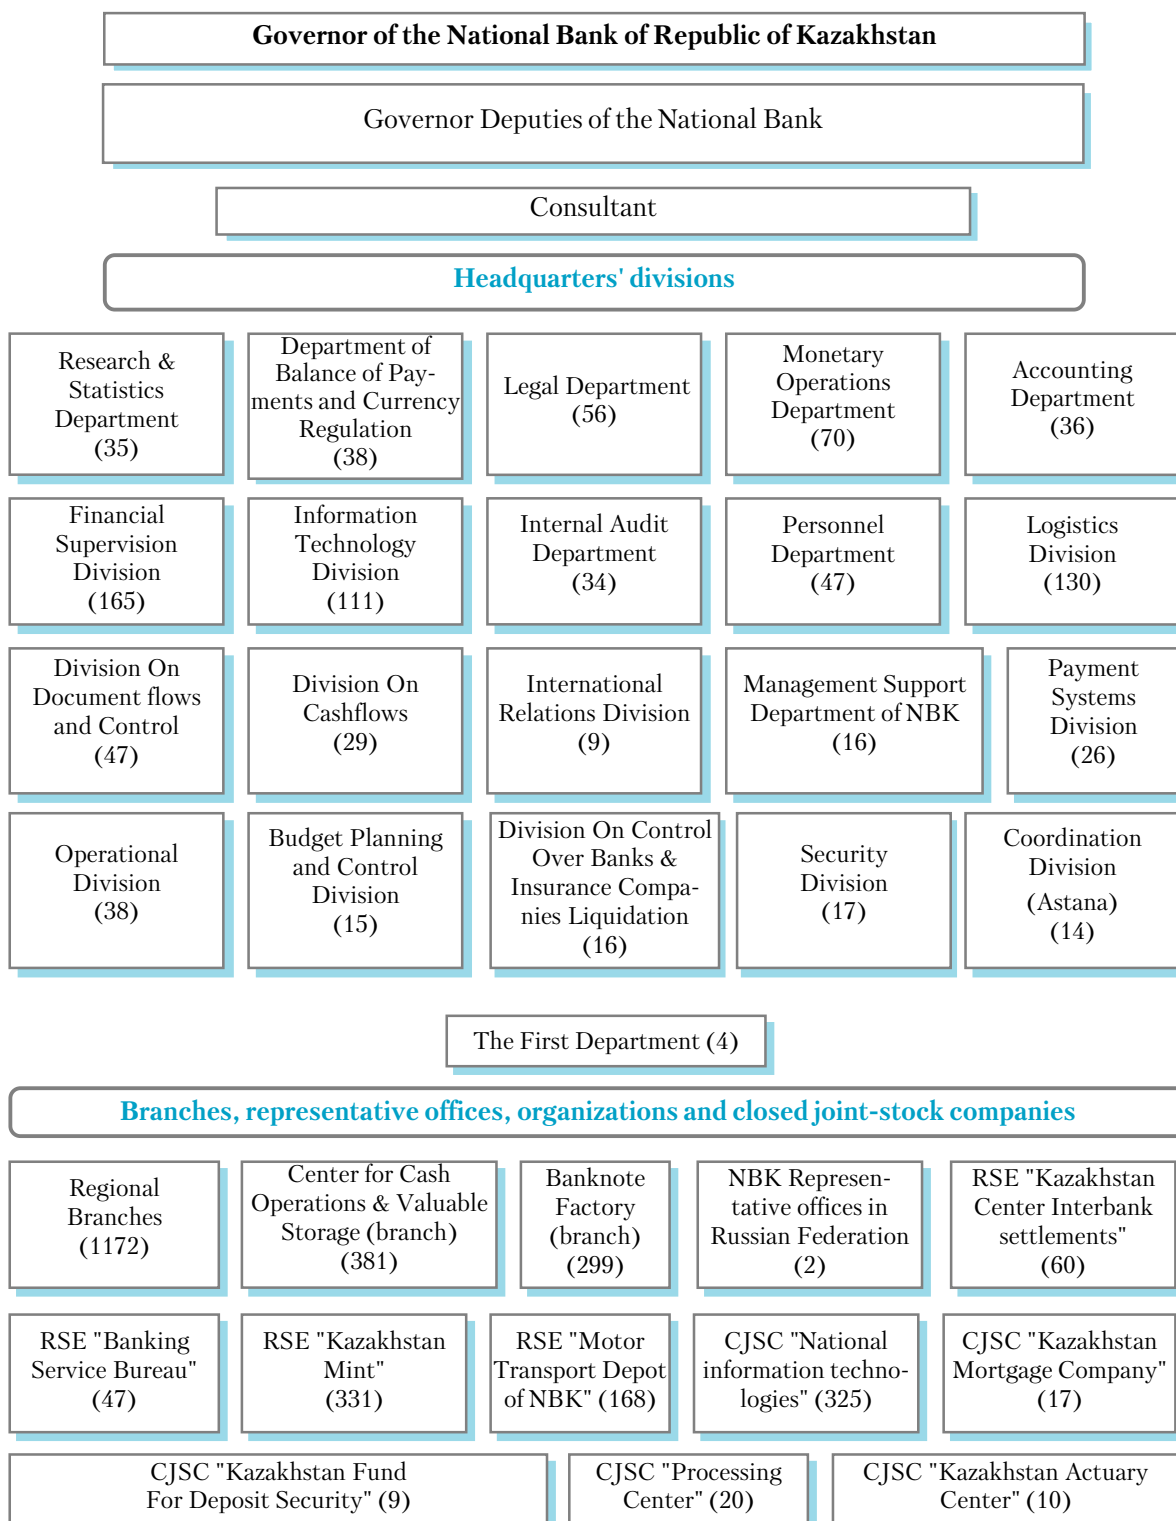 Governor of the National Bank of Republic of Kazakhstan
Governor Deputies of the National Bank
Consultant
Headquarters' divisions
Research &
Statistics
Department
(35)
Department of
Balance of Pay-
ments and Currency
Regulation
(38)
Legal Department
(56)
Monetary
Operations
Department
(70)
Accounting
Department
(36)
Financial
Supervision
Division
(165)
Information
Technology
Division
(111)
Internal Audit
Department
(34)
Personnel
Department
(47)
Logistics
Division
(130)
Division On
Document flows
and Control
(47)
Division On
Cashflows
(29)
International
Relations Division
(9)
Management Support
Department of NBK
(16)
Payment
Systems
Division
(26)
Operational
Division
(38)
Budget Planning
and Control
Division
(15)
Division On Control
Over Banks &
Insurance Compa-
nies Liquidation
(16)
Security
Division
(17)
Coordination
Division
(Astana)
(14)
The First Department (4)
Branches, representative offices, organizations and closed joint-stock companies
Regional
Branches
(1172)
Center for Cash
Operations & Valuable
Storage (branch)
(381)
Banknote
Factory
(branch)
(299)
NBK Represen-
tative offices in
Russian Federation
(2)
RSE "Kazakhstan
Center Interbank
settlements"
(60)
RSE "Banking
Service Bureau"
(47)
RSE "Kazakhstan
Mint"
(331)
RSE "Motor
Transport Depot
of NBK" (168)
CJSC "National
information techno-
logies" (325)
CJSC "Kazakhstan
Mortgage Company"
(17)
CJSC "Kazakhstan Fund
For Deposit Security" (9)
CJSC "Processing
Center" (20)
CJSC "Kazakhstan Actuary
Center" (10)